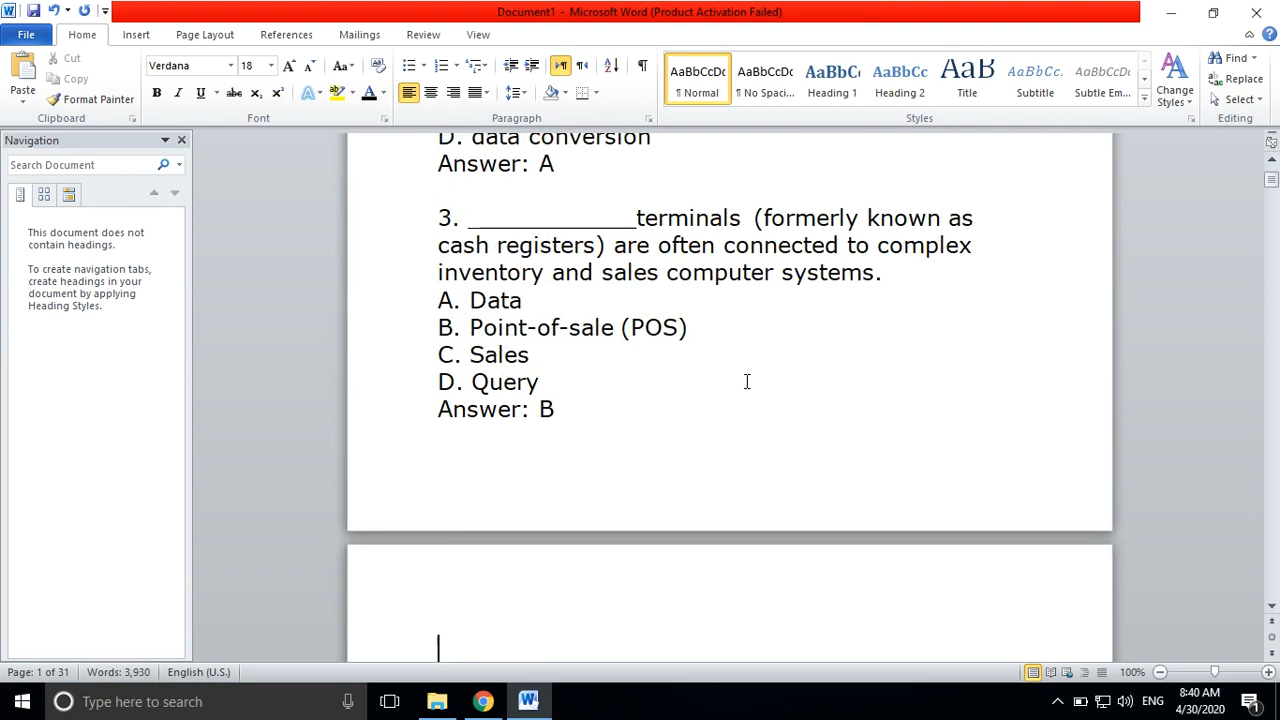 Document1 - Microsoft Word (Product Activation Failed)
File Home Insert Page Layout References Mailings Review View
Paste
Cut
Copy
Format Painter
Clipboard
Verdana 18
Font
Paragraph
AaBbCcDc AaBbCcDc AaBbCc AaBbCc AaB AaBbCc. AaBbCcDc
¶ Normal ¶ No Spaci... Heading 1 Heading 2 Title Subtitle Subtle Em...
Styles
Change
Styles
Find
Replace
Select
Editing
Navigation
Search Document
This document does not
contain headings.
To create navigation tabs,
create headings in your
document by applying
Heading Styles.
D. data conversion
Answer: A
3. ______________terminals (formerly known as
cash registers) are often connected to complex
inventory and sales computer systems.
A. Data
B. Point-of-sale (POS)
C. Sales
D. Query
Answer: B
Page: 1 of 31 Words: 3,930 English (U.S.) 100%
Type here to search
ENG
8:40 AM
4/30/2020